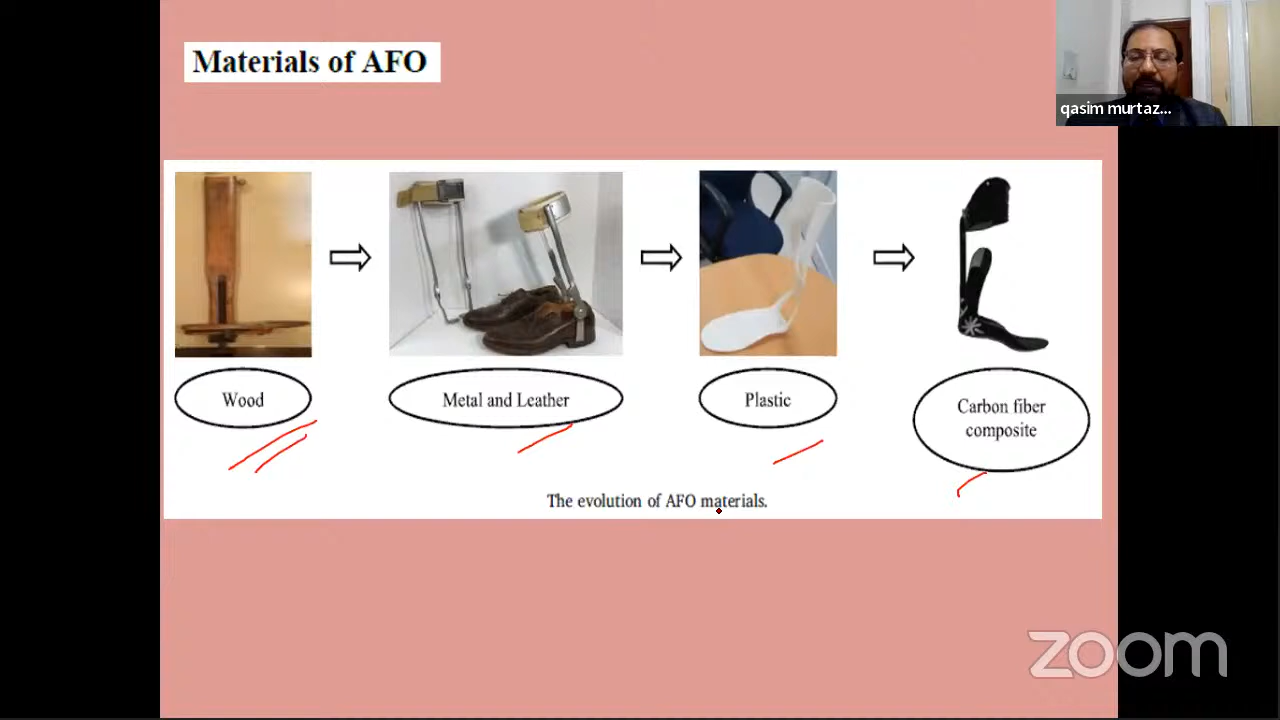 Materials of AFO
qasim murtaz...
Wood
Metal and Leather
Plastic
Carbon fiber
composite
The evolution of AFO materials.
zoom